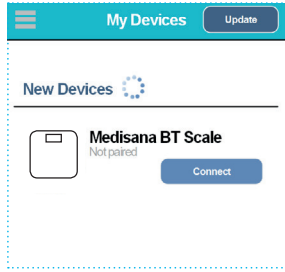 My Devices
Update
New Devices
Medisana BT Scale
Not paired
Connect